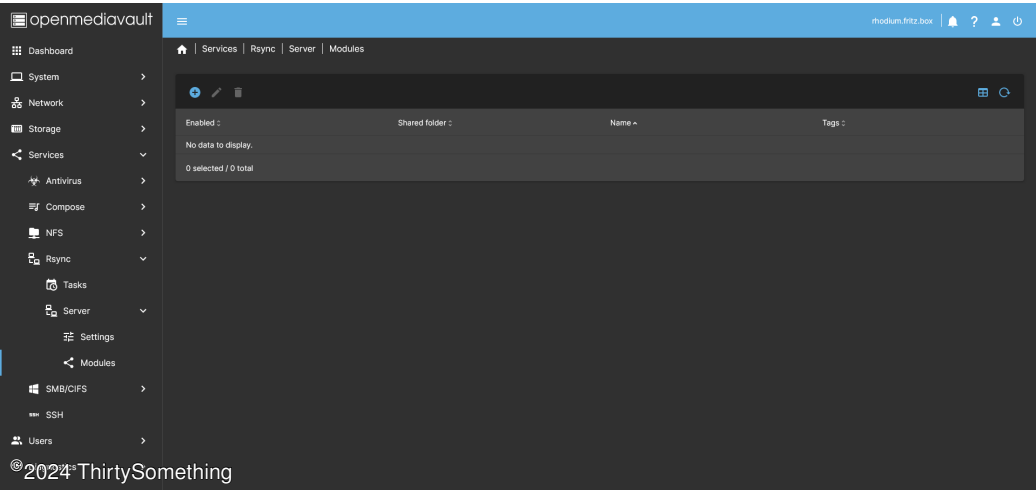 openmediavault
rhodium.fritz.box
?
Dashboard
Services | Rsync | Server | Modules
System
Network
Enabled
Shared folder
Name
Tags
Storage
No data to display.
Services
0 selected / 0 total
Antivirus
Compose
NFS
Rsync
Tasks
Server
Settings
Modules
SMB/CIFS
SSH SSH
Users
Diagnostics
©2024 ThirtySomething